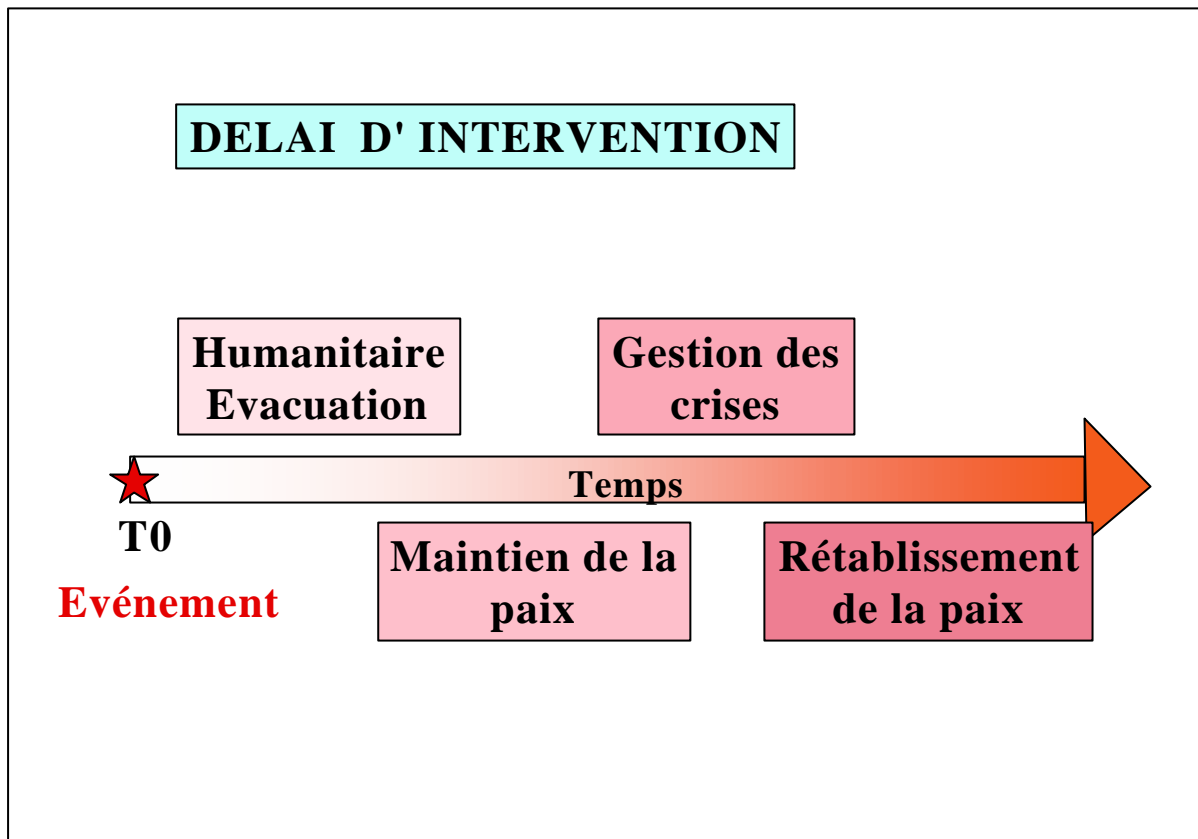 DELAI D' INTERVENTION
Humanitaire
Evacuation
Gestion des
crises
Temps
T0
Evénement
Maintien de la
paix
Rétablissement
de la paix